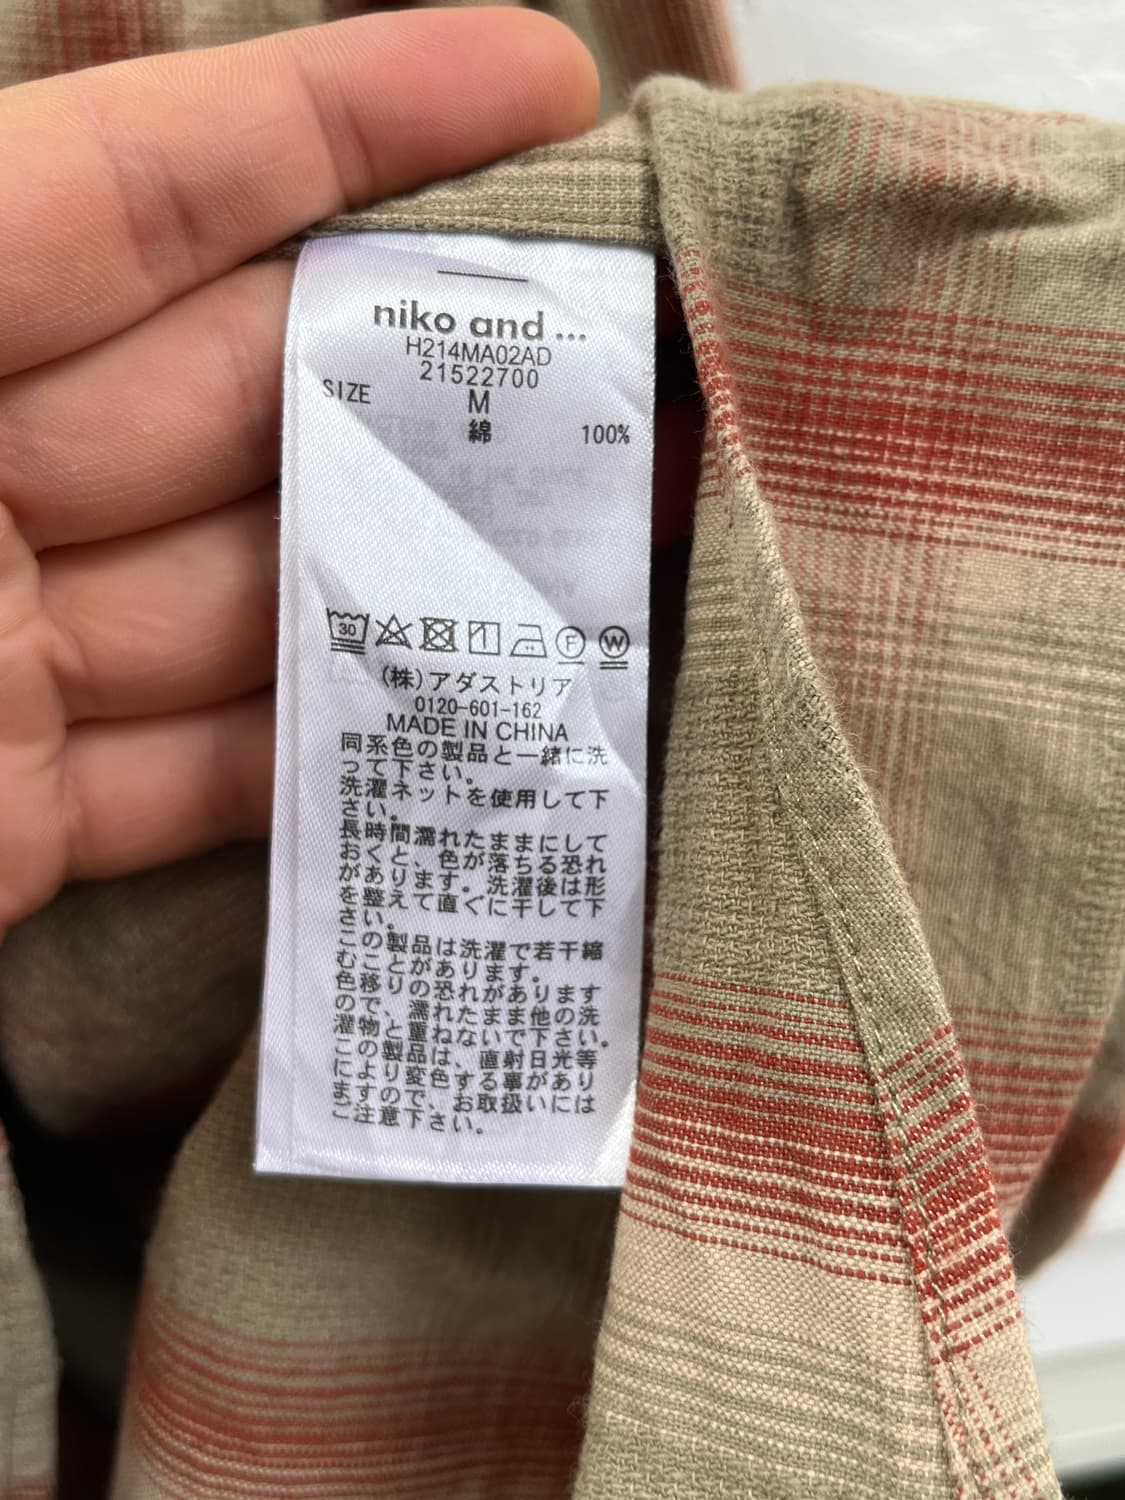 niko and ...
H214MA02AD
21522700
SIZE M
綿 100%
30
F W
(株)アダストリア
0120-601-162
MADE IN CHINA
同系色の製品と一緒に洗
って下さい。
洗濯ネットを使用して下
さい。
長時間濡れたままにして
おくと、色が落ちる恐れ
があります。洗濯後は形
を整えて直ぐに干して下
さい。
この製品は洗濯で若干縮
むことがあります。
色移りの恐れがあります
ので、濡れたまま他の洗
濯物と重ねないで下さい。
この製品は、直射日光等
により変色する事があり
ますので、お取扱いには
ご注意下さい。